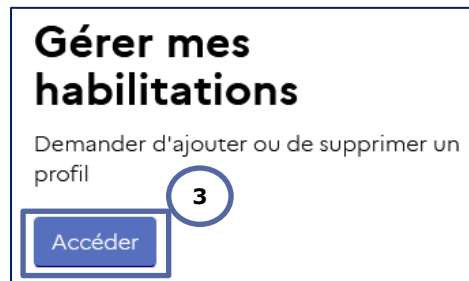 Gérer mes
habilitations
Demander d'ajouter ou de supprimer un
profil
3
Accéder